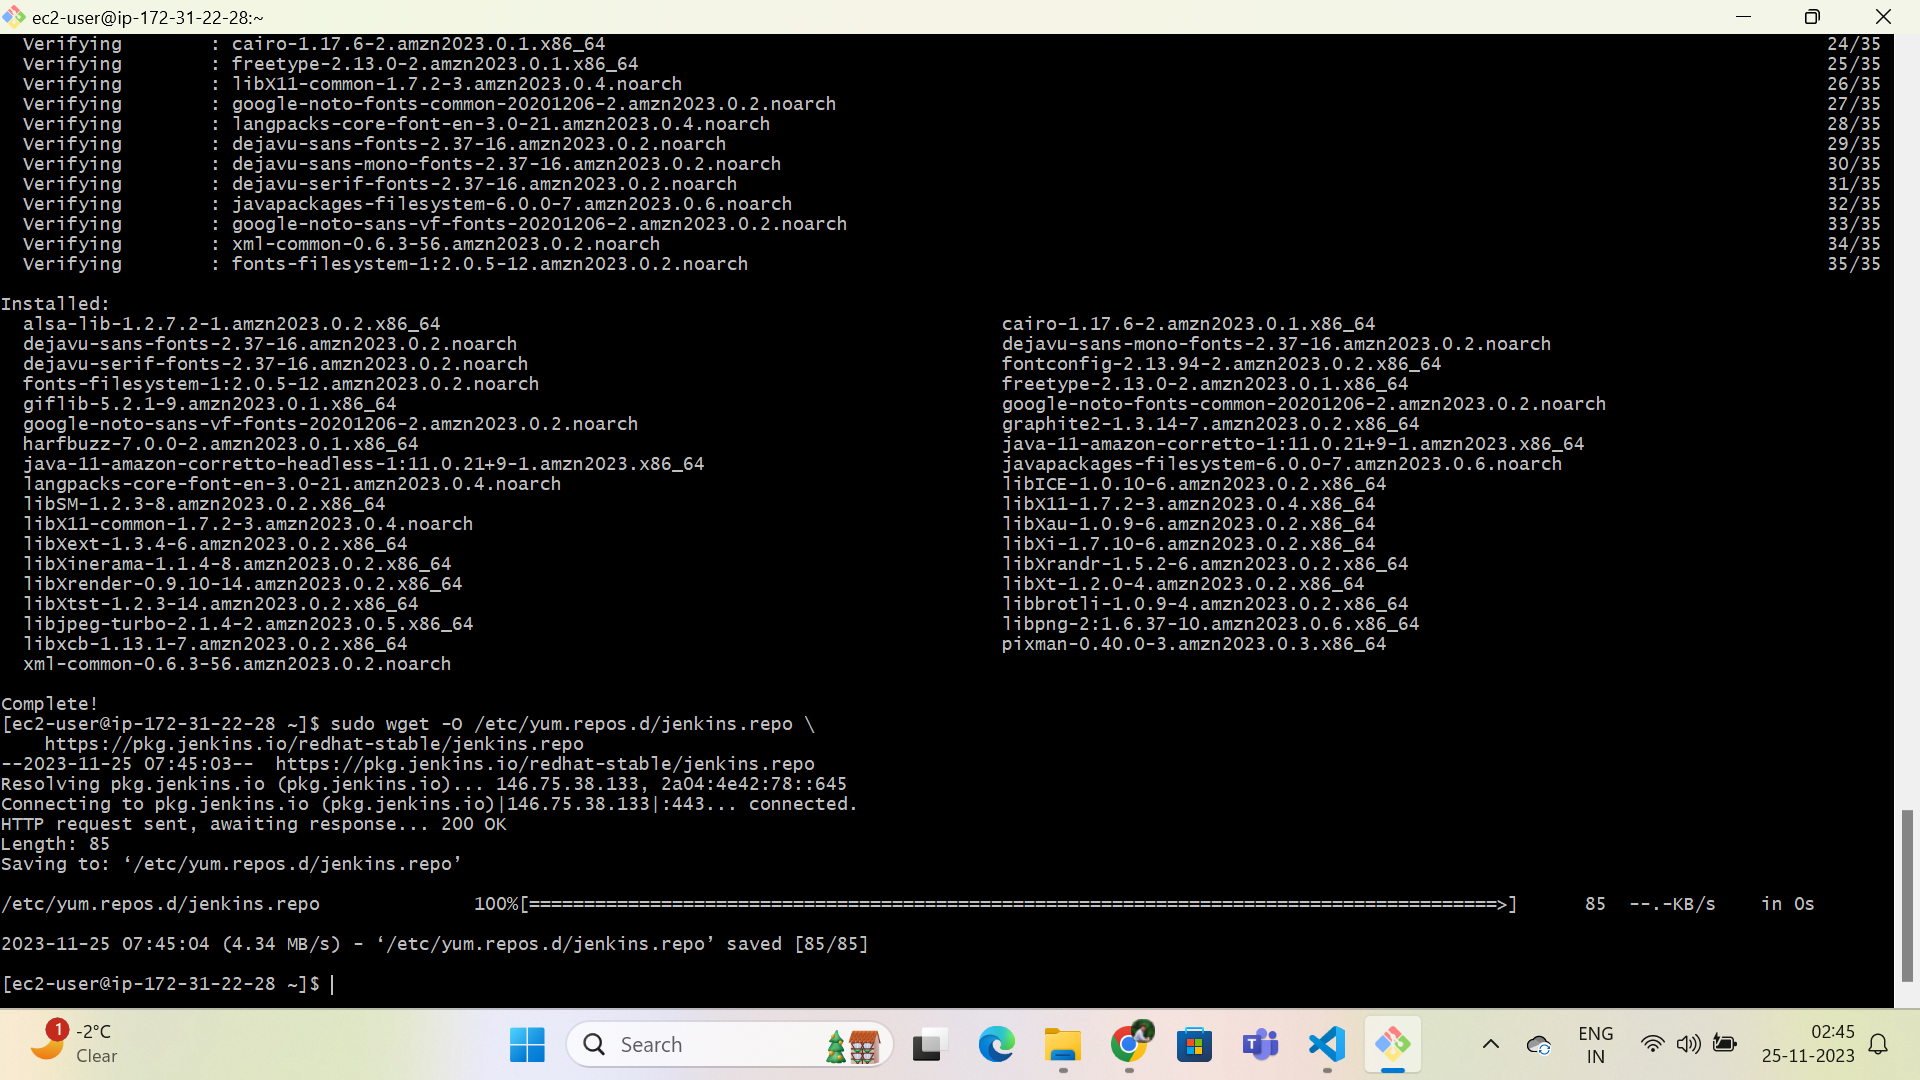 ec2-user@ip-172-31-22-28:~
Verifying : cairo-1.17.6-2.amzn2023.0.1.x86_64 24/35
Verifying : freetype-2.13.0-2.amzn2023.0.1.x86_64 25/35
Verifying : libX11-common-1.7.2-3.amzn2023.0.4.noarch 26/35
Verifying : google-noto-fonts-common-20201206-2.amzn2023.0.2.noarch 27/35
Verifying : langpacks-core-font-en-3.0-21.amzn2023.0.4.noarch 28/35
Verifying : dejavu-sans-fonts-2.37-16.amzn2023.0.2.noarch 29/35
Verifying : dejavu-sans-mono-fonts-2.37-16.amzn2023.0.2.noarch 30/35
Verifying : dejavu-serif-fonts-2.37-16.amzn2023.0.2.noarch 31/35
Verifying : javapackages-filesystem-6.0.0-7.amzn2023.0.6.noarch 32/35
Verifying : google-noto-sans-vf-fonts-20201206-2.amzn2023.0.2.noarch 33/35
Verifying : xml-common-0.6.3-56.amzn2023.0.2.noarch 34/35
Verifying : fonts-filesystem-1:2.0.5-12.amzn2023.0.2.noarch 35/35
Installed:
alsa-lib-1.2.7.2-1.amzn2023.0.2.x86_64 cairo-1.17.6-2.amzn2023.0.1.x86_64
dejavu-sans-fonts-2.37-16.amzn2023.0.2.noarch dejavu-sans-mono-fonts-2.37-16.amzn2023.0.2.noarch
dejavu-serif-fonts-2.37-16.amzn2023.0.2.noarch fontconfig-2.13.94-2.amzn2023.0.2.x86_64
fonts-filesystem-1:2.0.5-12.amzn2023.0.2.noarch freetype-2.13.0-2.amzn2023.0.1.x86_64
giflib-5.2.1-9.amzn2023.0.1.x86_64 google-noto-fonts-common-20201206-2.amzn2023.0.2.noarch
google-noto-sans-vf-fonts-20201206-2.amzn2023.0.2.noarch graphite2-1.3.14-7.amzn2023.0.2.x86_64
harfbuzz-7.0.0-2.amzn2023.0.1.x86_64 java-11-amazon-corretto-1:11.0.21+9-1.amzn2023.x86_64
java-11-amazon-corretto-headless-1:11.0.21+9-1.amzn2023.x86_64 javapackages-filesystem-6.0.0-7.amzn2023.0.6.noarch
langpacks-core-font-en-3.0-21.amzn2023.0.4.noarch libICE-1.0.10-6.amzn2023.0.2.x86_64
libSM-1.2.3-8.amzn2023.0.2.x86_64 libX11-1.7.2-3.amzn2023.0.4.x86_64
libX11-common-1.7.2-3.amzn2023.0.4.noarch libXau-1.0.9-6.amzn2023.0.2.x86_64
libXext-1.3.4-6.amzn2023.0.2.x86_64 libXi-1.7.10-6.amzn2023.0.2.x86_64
libXinerama-1.1.4-8.amzn2023.0.2.x86_64 libXrandr-1.5.2-6.amzn2023.0.2.x86_64
libXrender-0.9.10-14.amzn2023.0.2.x86_64 libXt-1.2.0-4.amzn2023.0.2.x86_64
libXtst-1.2.3-14.amzn2023.0.2.x86_64 libbrotli-1.0.9-4.amzn2023.0.2.x86_64
libjpeg-turbo-2.1.4-2.amzn2023.0.5.x86_64 libpng-2:1.6.37-10.amzn2023.0.6.x86_64
libxcb-1.13.1-7.amzn2023.0.2.x86_64 pixman-0.40.0-3.amzn2023.0.3.x86_64
xml-common-0.6.3-56.amzn2023.0.2.noarch
Complete!
[ec2-user@ip-172-31-22-28 ~]$ sudo wget -O /etc/yum.repos.d/jenkins.repo \
https://pkg.jenkins.io/redhat-stable/jenkins.repo
--2023-11-25 07:45:03-- https://pkg.jenkins.io/redhat-stable/jenkins.repo
Resolving pkg.jenkins.io (pkg.jenkins.io)... 146.75.38.133, 2a04:4e42:78::645
Connecting to pkg.jenkins.io (pkg.jenkins.io)|146.75.38.133|:443... connected.
HTTP request sent, awaiting response... 200 OK
Length: 85
Saving to: ‘/etc/yum.repos.d/jenkins.repo’
/etc/yum.repos.d/jenkins.repo 100%[========================================================================================>] 85 --.-KB/s in 0s
2023-11-25 07:45:04 (4.34 MB/s) - ‘/etc/yum.repos.d/jenkins.repo’ saved [85/85]
[ec2-user@ip-172-31-22-28 ~]$
1
-2°C
Clear
Search
ENG
IN
02:45
25-11-2023